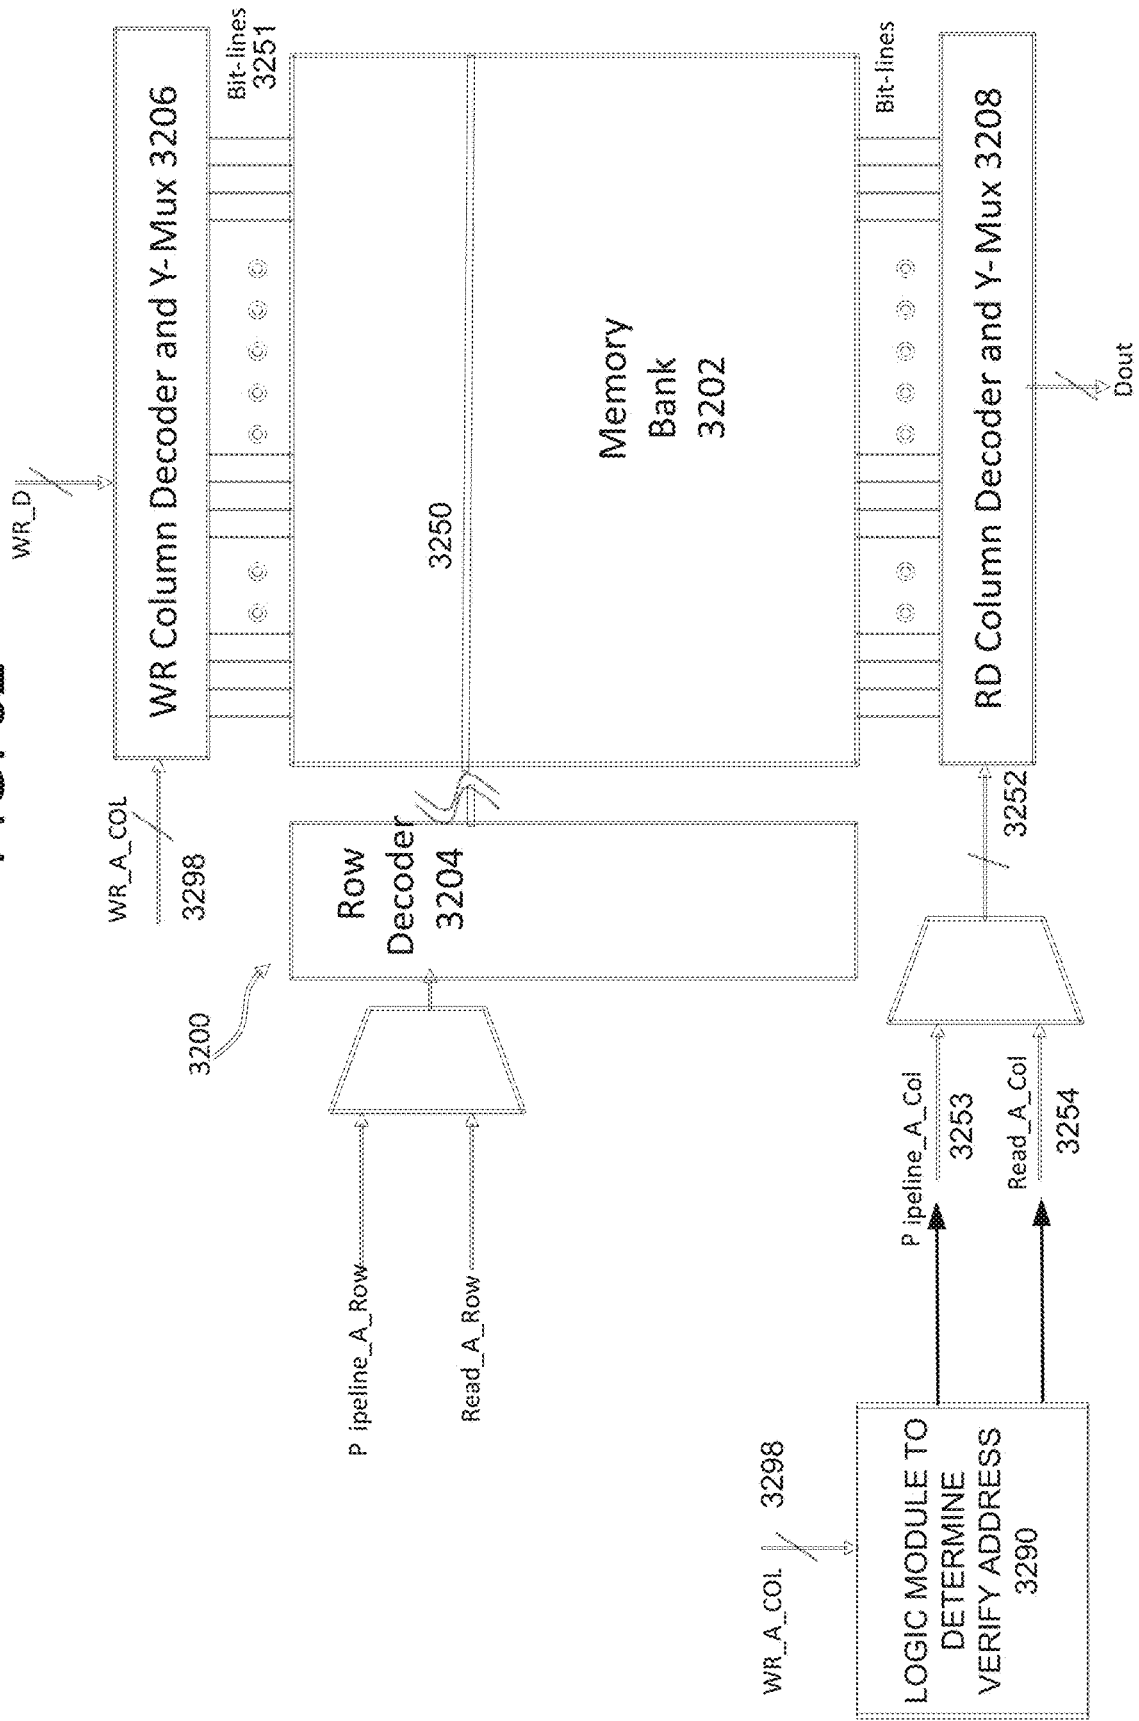 WR_D
WR_A_COL
3298
WR Column Decoder and Y-Mux 3206
Bit-lines
3251
3200
P ipeline_A_Row
Read_A_Row
Row
Decoder
3204
3250
Memory
Bank
3202
Bit-lines
WR_A_COL
3298
LOGIC MODULE TO
DETERMINE
VERIFY ADDRESS
3290
P ipeline_A_Col
3253
Read_A_Col
3254
3252
RD Column Decoder and Y-Mux 3208
Dout